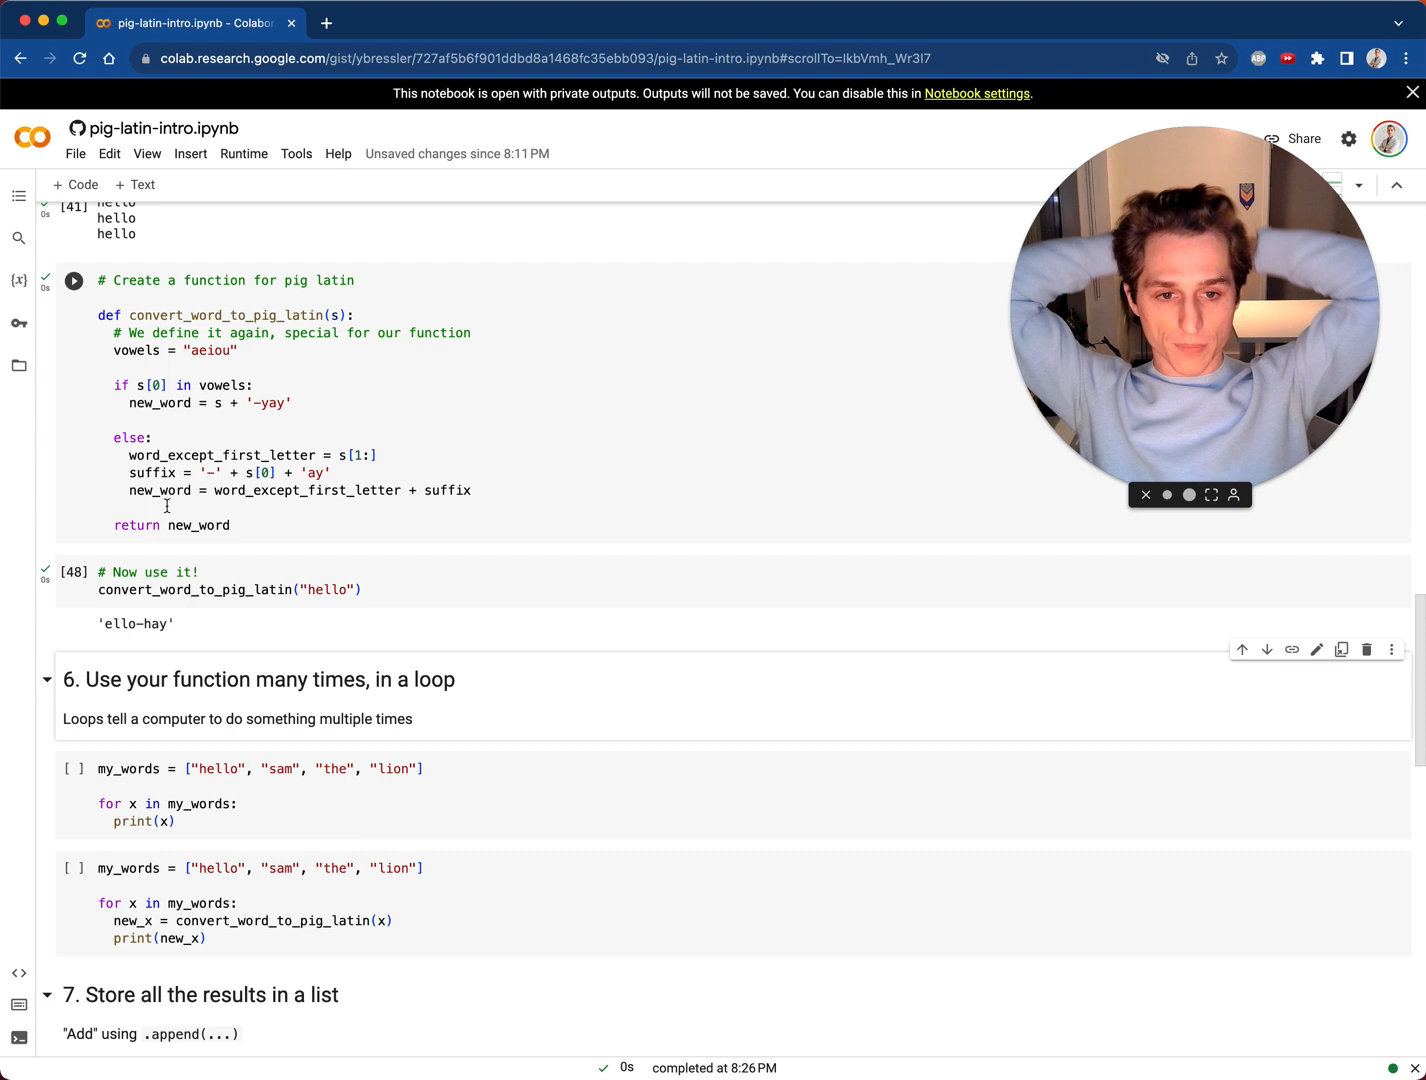 pig-latin-intro.ipynb - Colabor
colab.research.google.com/gist/ybressler/727af5b6f901ddbd8a1468fc35ebb093/pig-latin-intro.ipynb#scrollTo=IkbVmh_Wr3I7
ABP
This notebook is open with private outputs. Outputs will not be saved. You can disable this in Notebook settings.
pig-latin-intro.ipynb
Share
File Edit View Insert Runtime Tools Help Unsaved changes since 8:11 PM
+ Code + Text
0s [41] hello
hello
hello
{x}
0s
# Create a function for pig latin
def convert_word_to_pig_latin(s):
# We define it again, special for our function
vowels = "aeiou"
if s[0] in vowels:
new_word = s + '-yay'
else:
word_except_first_letter = s[1:]
suffix = '-' + s[0] + 'ay'
new_word = word_except_first_letter + suffix
return new_word
0s [48] # Now use it!
convert_word_to_pig_latin("hello")
'ello-hay'
6. Use your function many times, in a loop
Loops tell a computer to do something multiple times
[ ] my_words = ["hello", "sam", "the", "lion"]
for x in my_words:
print(x)
[ ] my_words = ["hello", "sam", "the", "lion"]
for x in my_words:
new_x = convert_word_to_pig_latin(x)
print(new_x)
7. Store all the results in a list
"Add" using .append(...)
0s completed at 8:26 PM